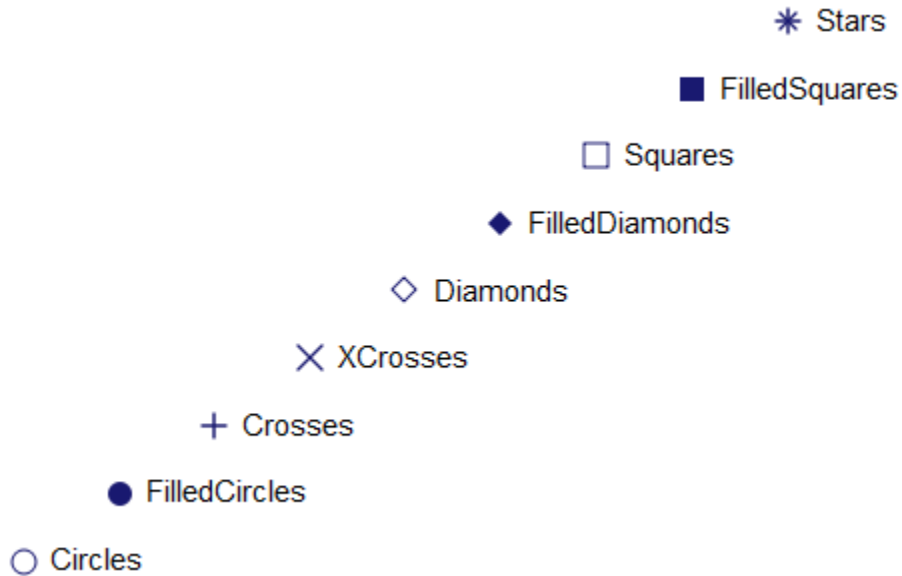 Stars
FilledSquares
Squares
FilledDiamonds
Diamonds
XCrosses
Crosses
FilledCircles
Circles